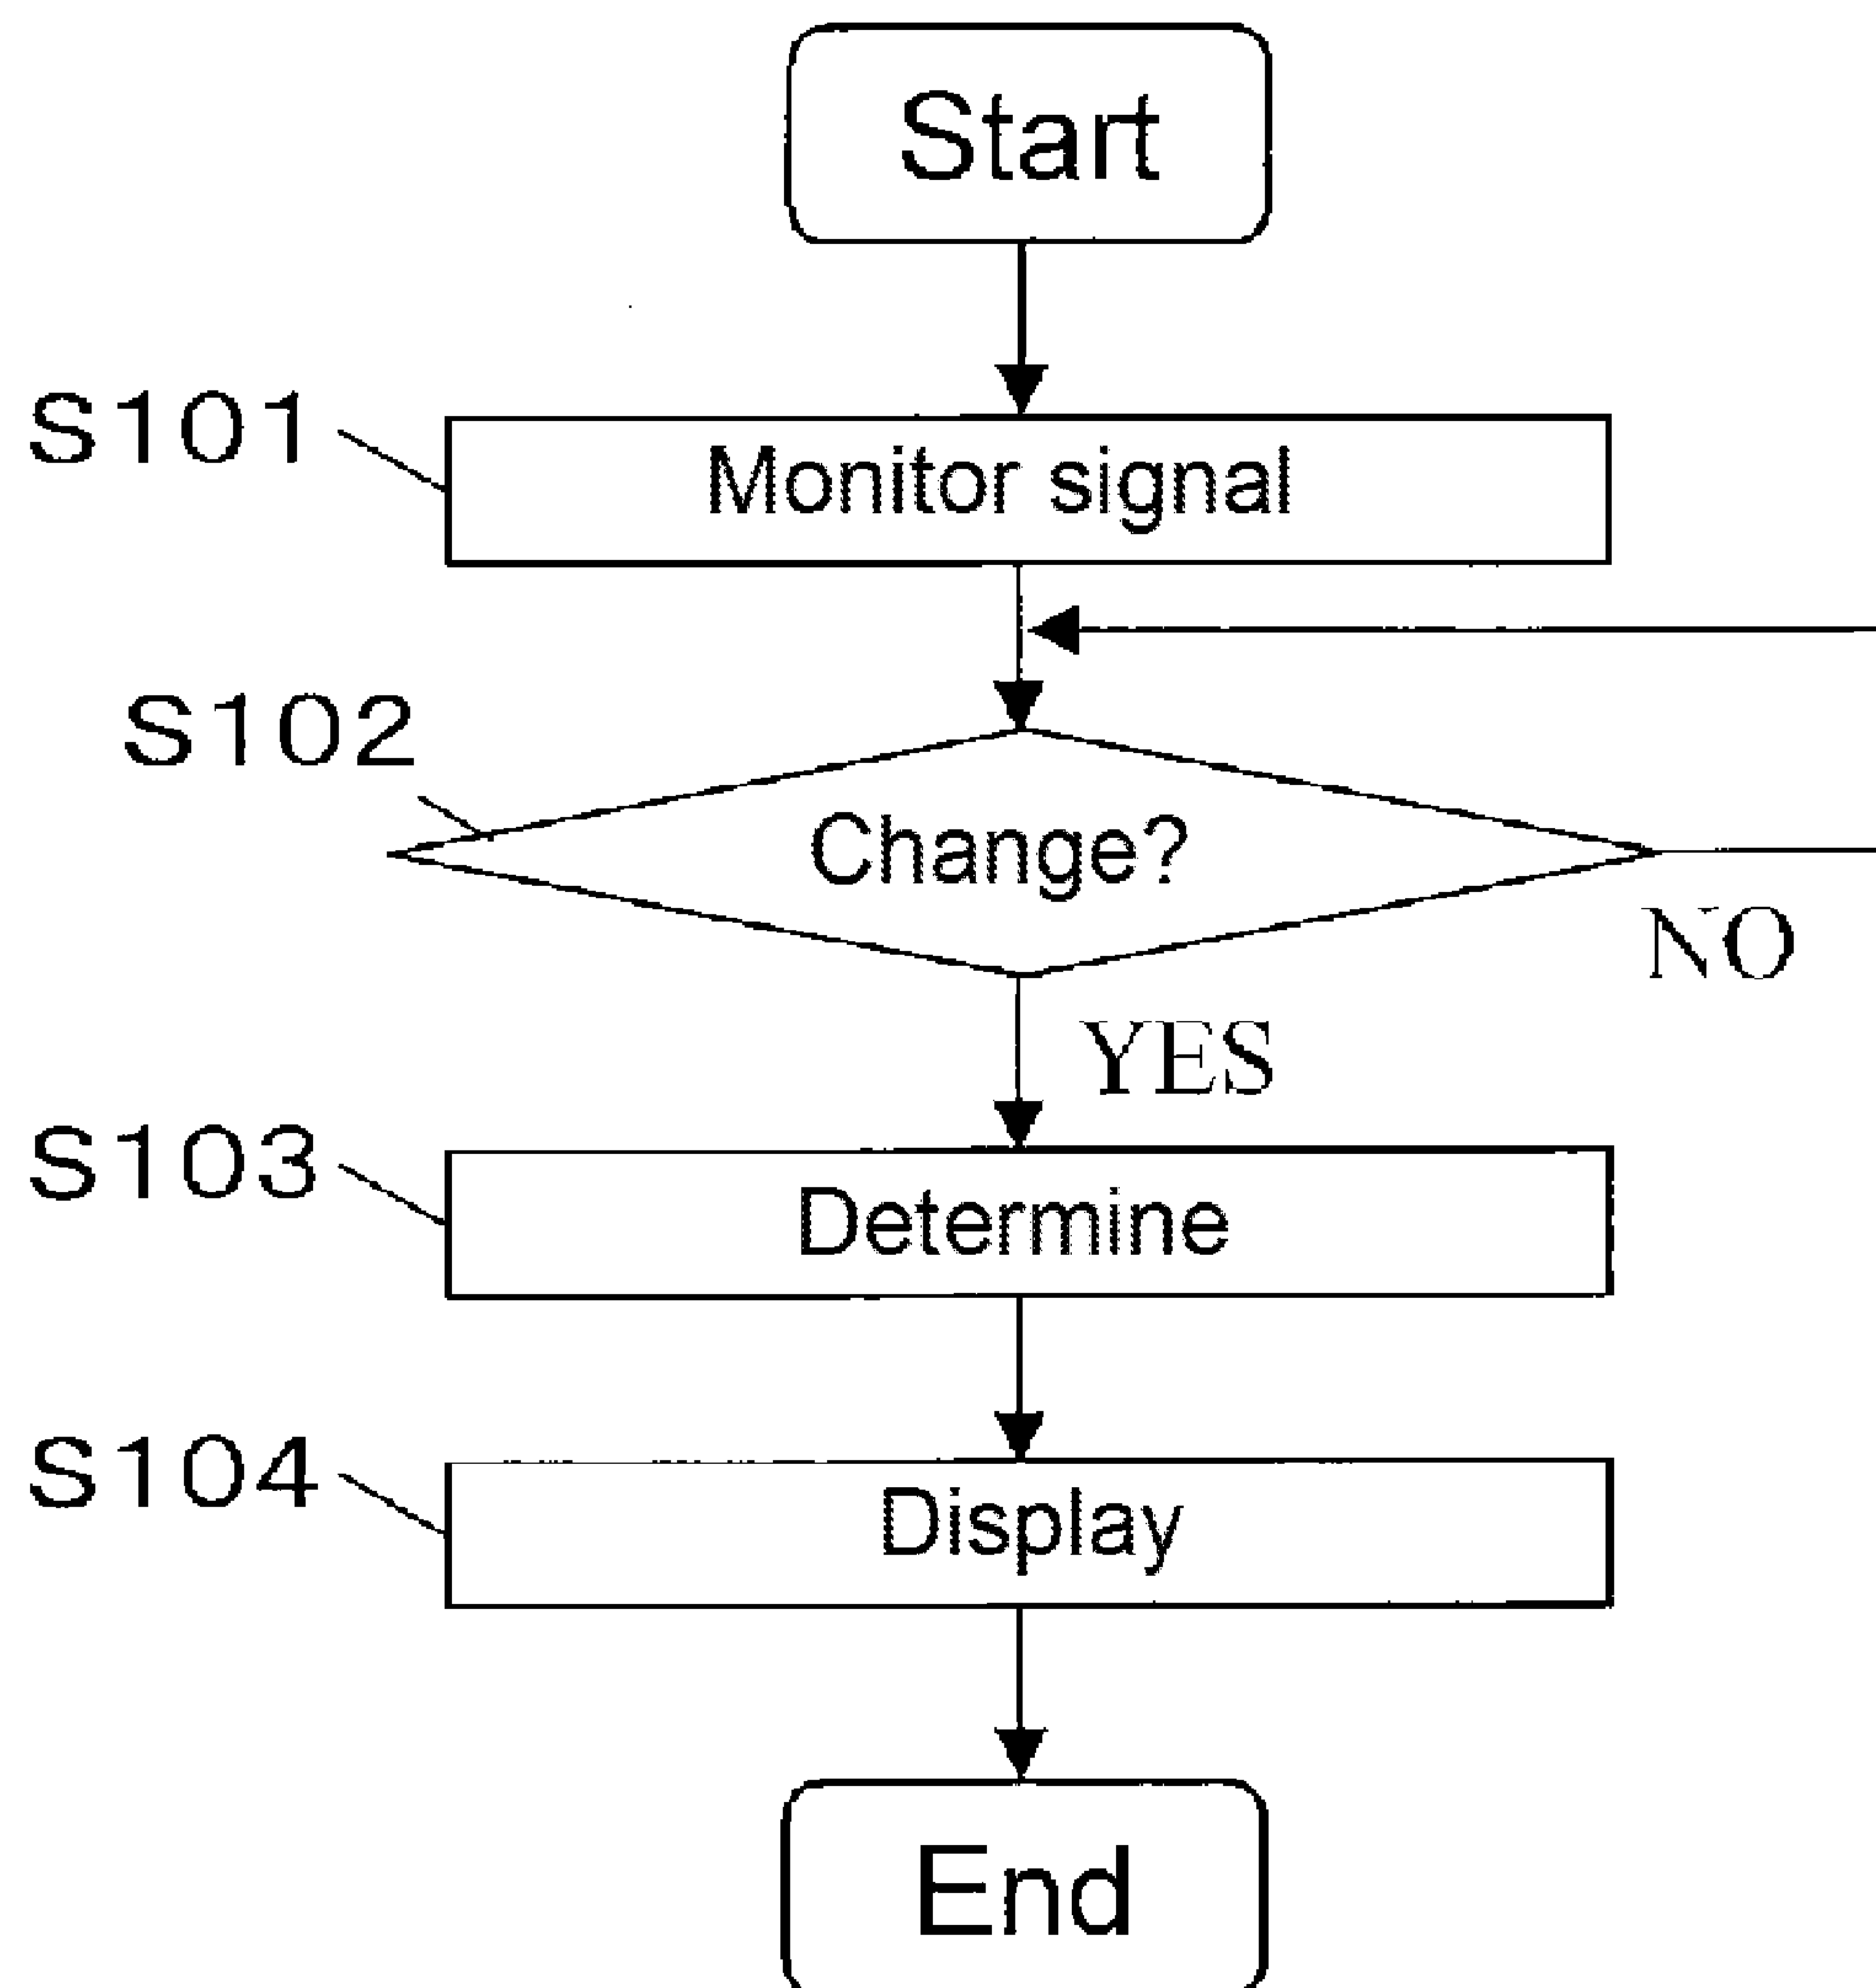 Start
S101
Monitor signal
S102
Change?
NO
YES
S103
Determine
S104
Display
End